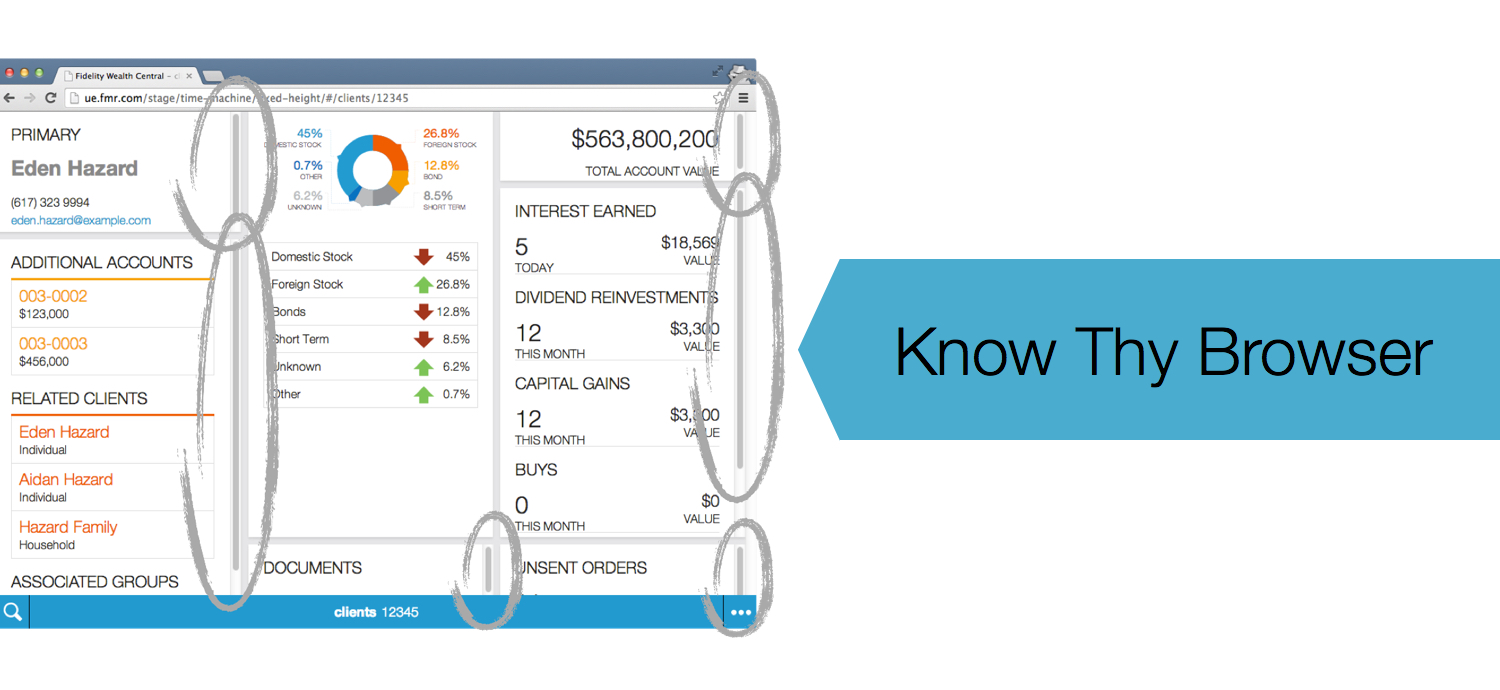 Fidelity Wealth Central – cl
ue.fmr.com/stage/time-machine/fixed-height/#/clients/12345
PRIMARY
Eden Hazard
(617) 323 9994
eden.hazard@example.com
ADDITIONAL ACCOUNTS
003-0002
$123,000
003-0003
$456,000
RELATED CLIENTS
Eden Hazard
Individual
Aidan Hazard
Individual
Hazard Family
Household
ASSOCIATED GROUPS
45%
DOMESTIC STOCK
0.7%
OTHER
6.2%
UNKNOWN
26.8%
FOREIGN STOCK
12.8%
BOND
8.5%
SHORT TERM
Domestic Stock 45%
Foreign Stock 26.8%
Bonds 12.8%
Short Term 8.5%
Unknown 6.2%
Other 0.7%
DOCUMENTS
$563,800,200
TOTAL ACCOUNT VALUE
INTEREST EARNED
5 $18,569
TODAY VALUE
DIVIDEND REINVESTMENTS
12 $3,300
THIS MONTH VALUE
CAPITAL GAINS
12 $3,300
THIS MONTH VALUE
BUYS
0 $0
THIS MONTH VALUE
UNSENT ORDERS
clients 12345
Know Thy Browser